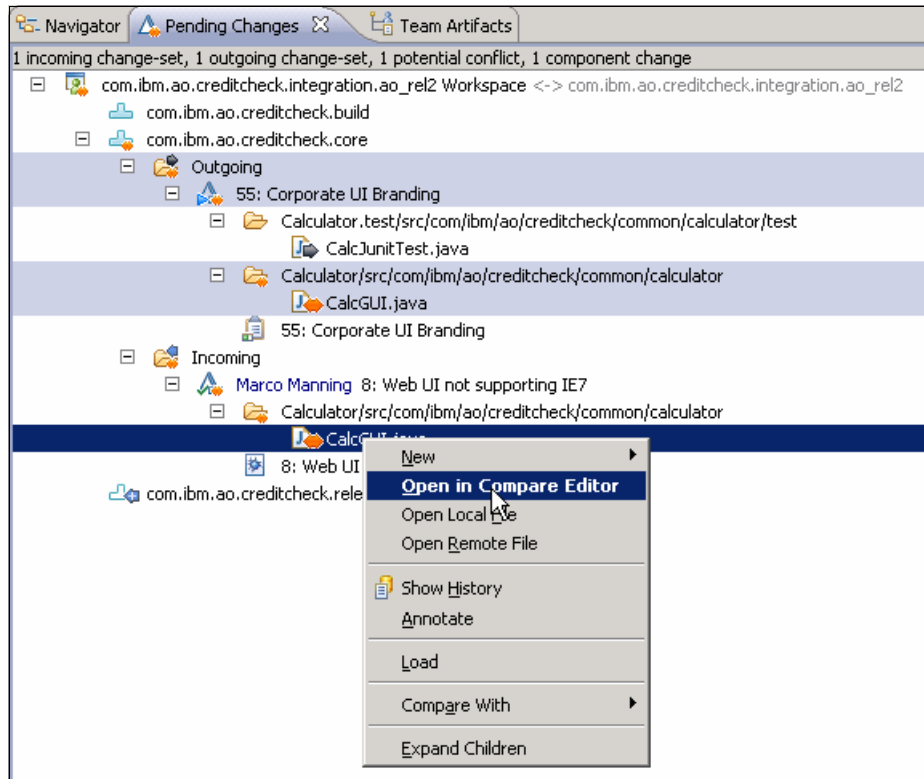 Navigator Pending Changes Team Artifacts
1 incoming change-set, 1 outgoing change-set, 1 potential conflict, 1 component change
com.ibm.ao.creditcheck.integration.ao_rel2 Workspace <-> com.ibm.ao.creditcheck.integration.ao_rel2
com.ibm.ao.creditcheck.build
com.ibm.ao.creditcheck.core
Outgoing
55: Corporate UI Branding
Calculator.test/src/com/ibm/ao/creditcheck/common/calculator/test
CalcJunitTest.java
Calculator/src/com/ibm/ao/creditcheck/common/calculator
CalcGUI.java
55: Corporate UI Branding
Incoming
Marco Manning 8: Web UI not supporting IE7
Calculator/src/com/ibm/ao/creditcheck/common/calculator
CalcGUI.java
8: Web UI
com.ibm.ao.creditcheck.rele
New
Open in Compare Editor
Open Local File
Open Remote File
Show History
Annotate
Load
Compare With
Expand Children